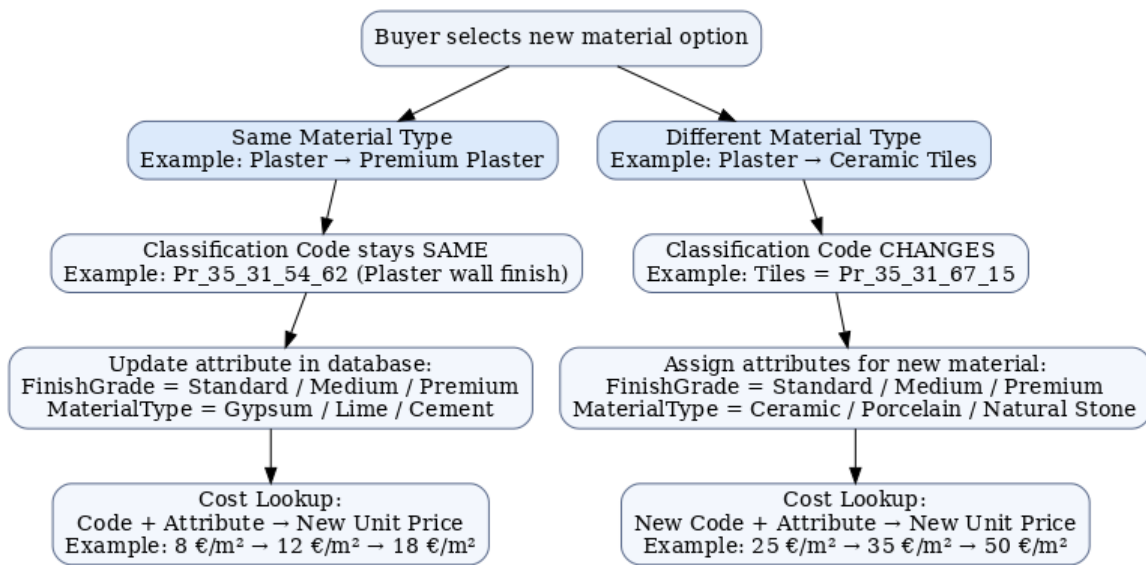 Buyer selects new material option
Same Material Type
Example: Plaster → Premium Plaster
Different Material Type
Example: Plaster → Ceramic Tiles
Classification Code stays SAME
Example: Pr_35_31_54_62 (Plaster wall finish)
Classification Code CHANGES
Example: Tiles = Pr_35_31_67_15
Update attribute in database:
FinishGrade = Standard / Medium / Premium
MaterialType = Gypsum / Lime / Cement
Assign attributes for new material:
FinishGrade = Standard / Medium / Premium
MaterialType = Ceramic / Porcelain / Natural Stone
Cost Lookup:
Code + Attribute → New Unit Price
Example: 8 €/m² → 12 €/m² → 18 €/m²
Cost Lookup:
New Code + Attribute → New Unit Price
Example: 25 €/m² → 35 €/m² → 50 €/m²